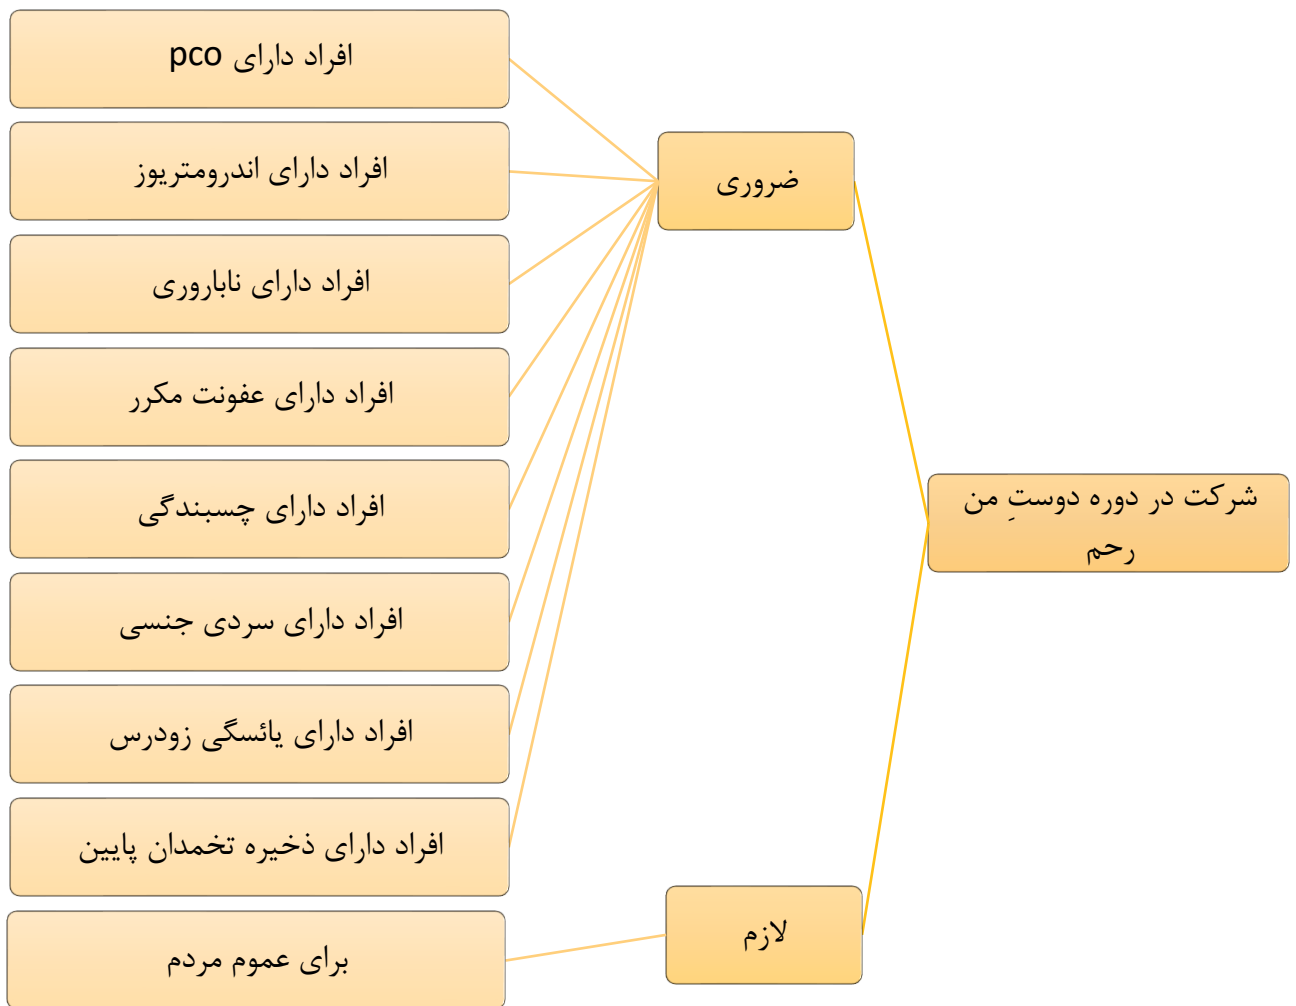 شرکت در دوره دوستِ من
رحم
ضروری
افراد دارای pco
افراد دارای اندرومتریوز
افراد دارای ناباروری
افراد دارای عفونت مکرر
افراد دارای چسبندگی
افراد دارای سردی جنسی
افراد دارای یائسگی زودرس
افراد دارای ذخیره تخمدان پایین
لازم
برای عموم مردم